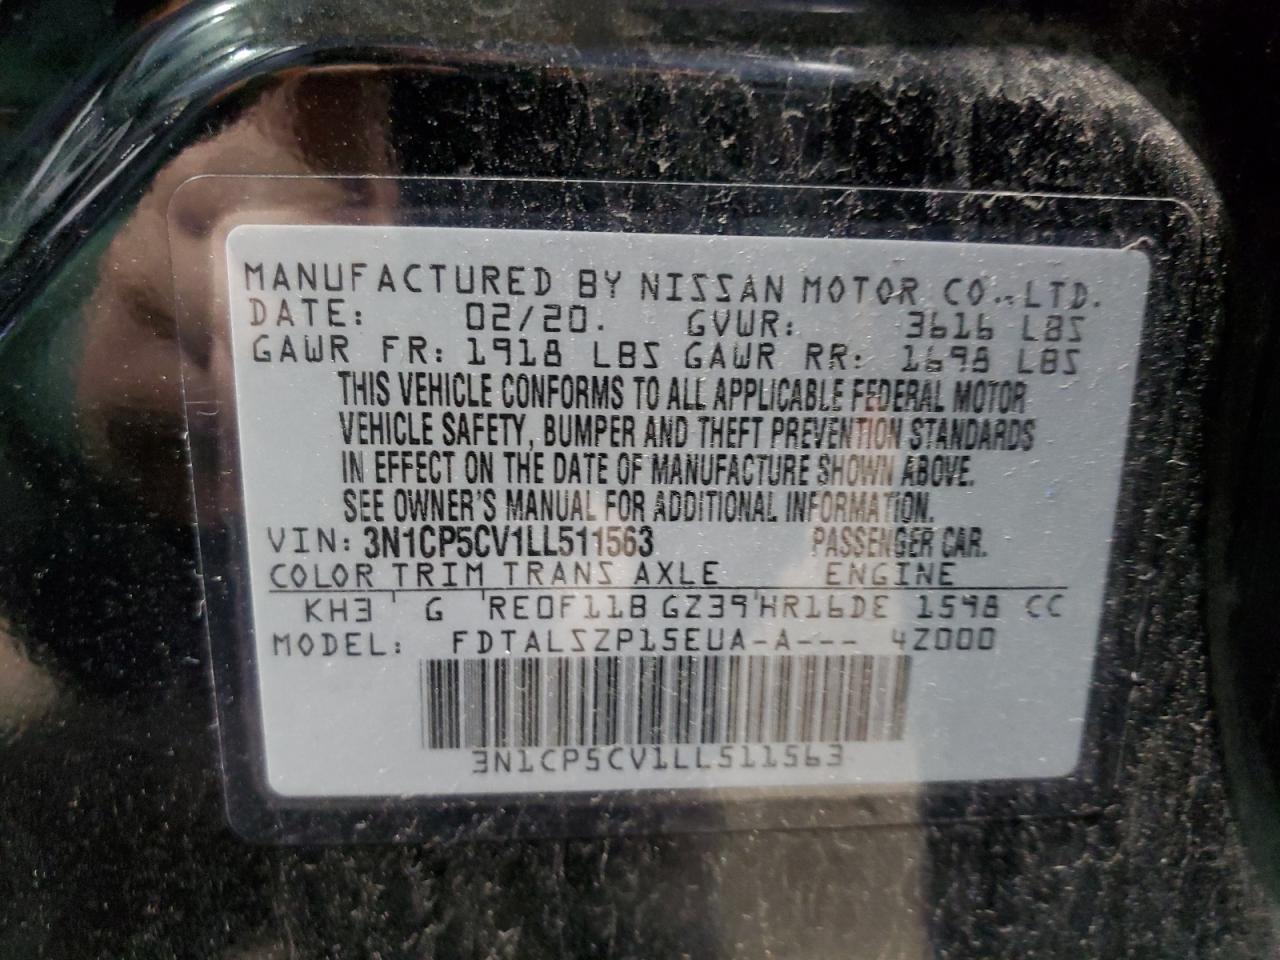 MANUFACTURED BY NISSAN MOTOR CO.,LTD.
DATE: 02/20. GVWR: 3616 LBS
GAWR FR: 1918 LBS GAWR RR: 1698 LBS
THIS VEHICLE CONFORMS TO ALL APPLICABLE FEDERAL MOTOR
VEHICLE SAFETY, BUMPER AND THEFT PREVENTION STANDARDS
IN EFFECT ON THE DATE OF MANUFACTURE SHOWN ABOVE.
SEE OWNER'S MANUAL FOR ADDITIONAL INFORMATION.
VIN: 3N1CP5CV1LL511563 PASSENGER CAR.
COLOR TRIM TRANS AXLE ENGINE
KH3 ' G 'RE0F11B GZ39'HR16DE 1598 CC
MODEL: FDTALSZP15EUA-A--- 4Z000
3N1CP5CV1LL511563